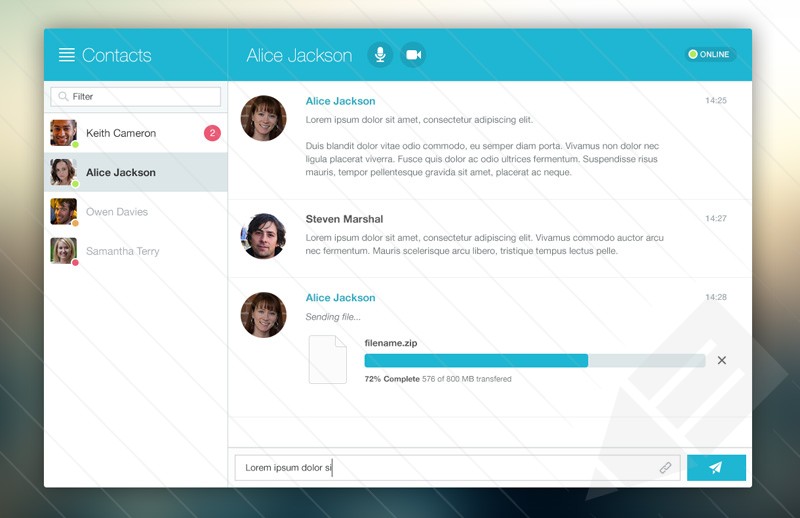 Contacts
Alice Jackson
ONLINE
Filter
Keith Cameron
2
Alice Jackson
Owen Davies
Samantha Terry
Alice Jackson
14:25
Lorem ipsum dolor sit amet, consectetur adipiscing elit.
Duis blandit dolor vitae odio commodo, eu semper diam porta. Vivamus non dolor nec
ligula placerat viverra. Fusce quis dolor ac odio ultrices fermentum. Suspendisse risus
mauris, tempor pellentesque gravida sit amet, placerat ac neque.
Steven Marshal
14:27
Lorem ipsum dolor sit amet, consectetur adipiscing elit. Vivamus commodo auctor arcu
nec fermentum. Mauris scelerisque arcu libero, tristique tempus lectus pelle.
Alice Jackson
14:28
Sending file...
filename.zip
72% Complete 576 of 800 MB transfered
Lorem ipsum dolor si